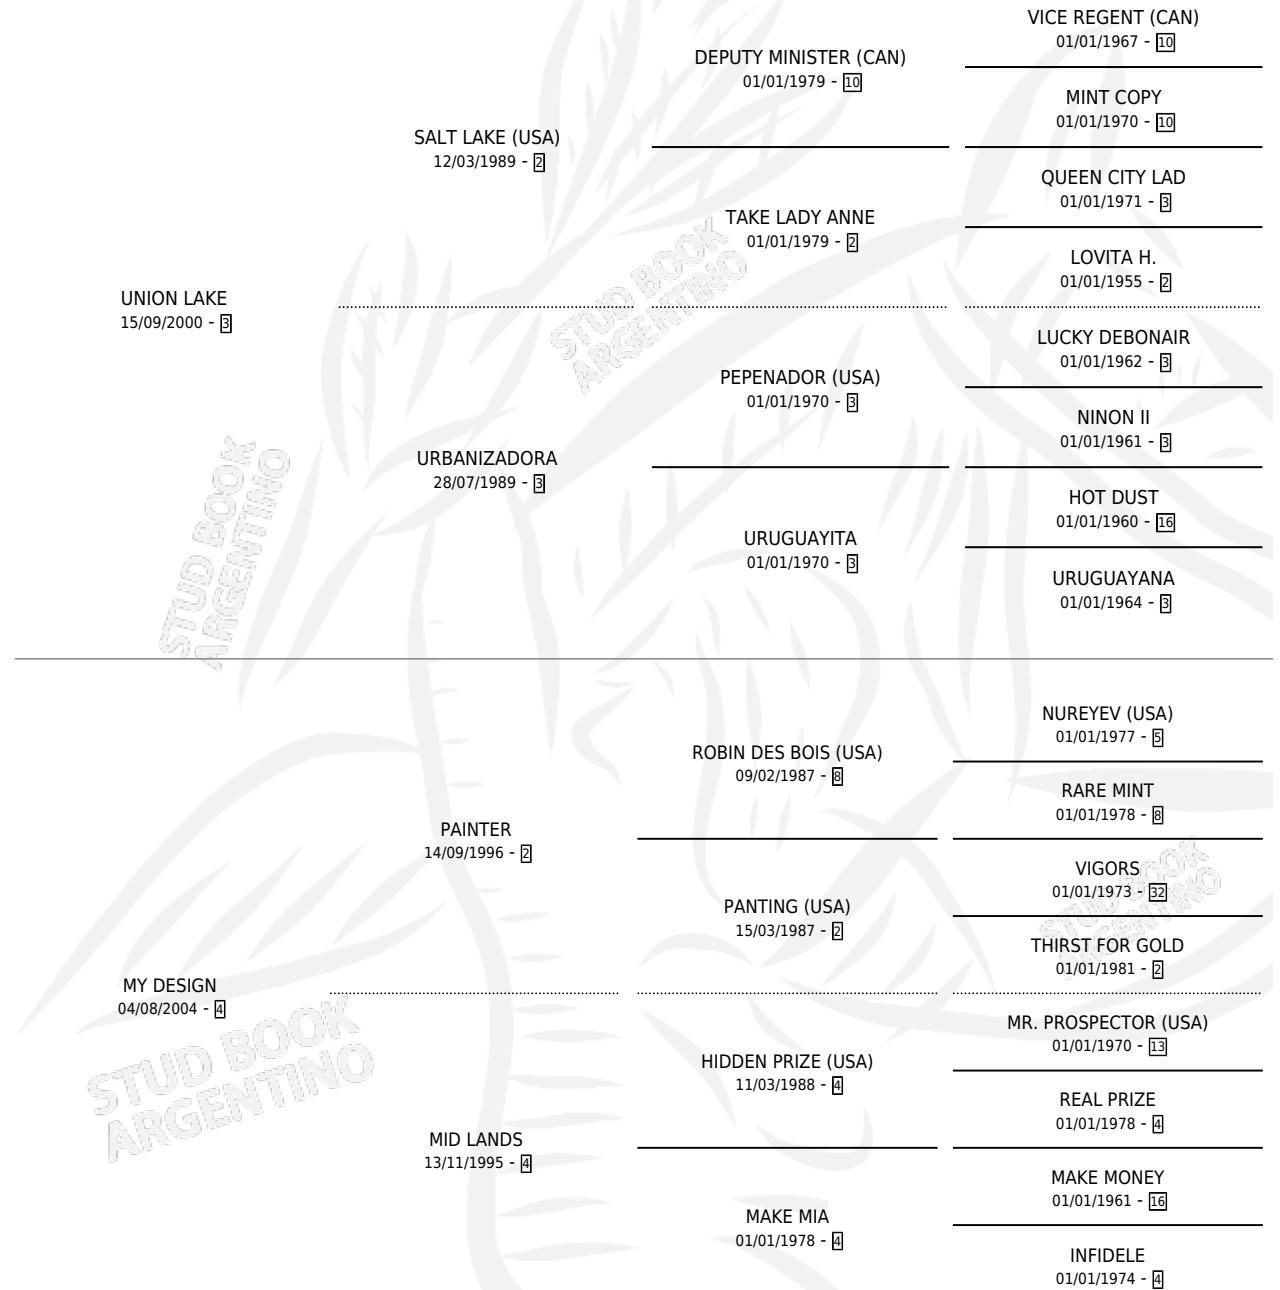 VICE REGENT (CAN)
01/01/1967 - 10
DEPUTY MINISTER (CAN)
01/01/1979 - 10
MINT COPY
01/01/1970 - 10
SALT LAKE (USA)
12/03/1989 - 2
QUEEN CITY LAD
01/01/1971 - 3
TAKE LADY ANNE
01/01/1979 - 2
LOVITA H.
01/01/1955 - 2
UNION LAKE
15/09/2000 - 3
LUCKY DEBONAIR
01/01/1962 - 3
PEPENADOR (USA)
01/01/1970 - 3
NINON II
01/01/1961 - 3
URBANIZADORA
28/07/1989 - 3
HOT DUST
01/01/1960 - 16
URUGUAYITA
01/01/1970 - 3
URUGUAYANA
01/01/1964 - 3
NUREYEV (USA)
01/01/1977 - 5
ROBIN DES BOIS (USA)
09/02/1987 - 8
RARE MINT
01/01/1978 - 8
PAINTER
14/09/1996 - 2
VIGORS
01/01/1973 - 32
PANTING (USA)
15/03/1987 - 2
THIRST FOR GOLD
01/01/1981 - 2
MY DESIGN
04/08/2004 - 4
MR. PROSPECTOR (USA)
01/01/1970 - 13
HIDDEN PRIZE (USA)
11/03/1988 - 4
REAL PRIZE
01/01/1978 - 4
MID LANDS
13/11/1995 - 4
MAKE MONEY
01/01/1961 - 16
MAKE MIA
01/01/1978 - 4
INFIDELE
01/01/1974 - 4
STUD BOOK
ARGENTINO
STUD BOOK
ARGENTINO
STUD BOOK
ARGENTINO
STUD BOOK
ARGENTINO